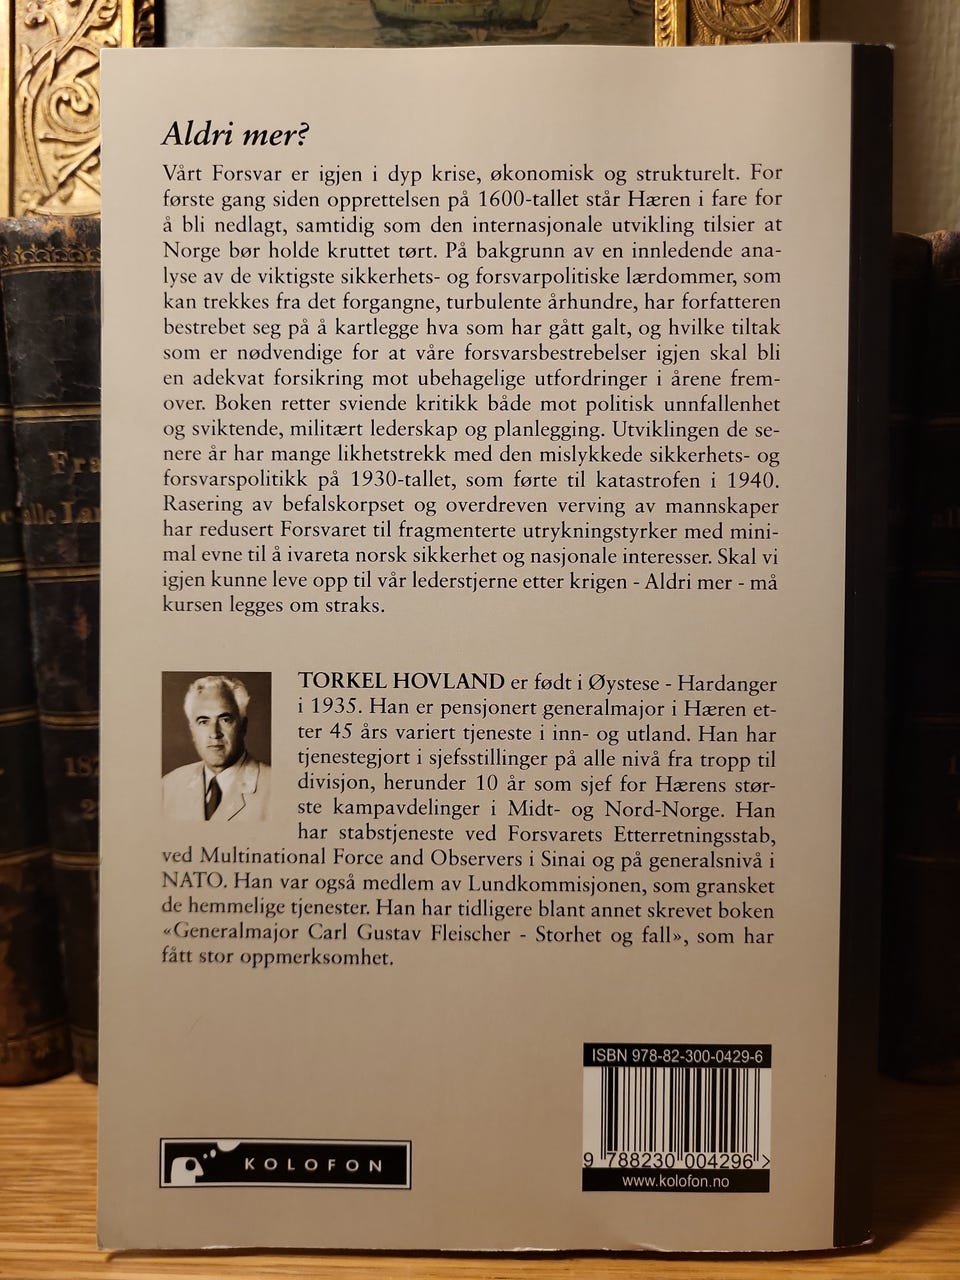 Aldri mer?
Vårt Forsvar er igjen i dyp krise, økonomisk og strukturelt. For
første gang siden opprettelsen på 1600-tallet står Hæren i fare for
å bli nedlagt, samtidig som den internasjonale utvikling tilsier at
Norge bør holde kruttet tørt. På bakgrunn av en innledende ana-
lyse av de viktigste sikkerhets- og forsvarpolitiske lærdommer, som
kan trekkes fra det forgangne, turbulente århundre, har forfatteren
bestrebet seg på å kartlegge hva som har gått galt, og hvilke tiltak
som er nødvendige for at våre forsvarsbestrebelser igjen skal bli
en adekvat forsikring mot ubehagelige utfordringer i årene frem-
over. Boken retter sviende kritikk både mot politisk unnfallenhet
og sviktende, militært lederskap og planlegging. Utviklingen de se-
nere år har mange likhetstrekk med den mislykkede sikkerhets- og
forsvarspolitikk på 1930-tallet, som førte til katastrofen i 1940.
Rasering av befalskorpset og overdreven verving av mannskaper
har redusert Forsvaret til fragmenterte utrykningstyrker med mini-
mal evne til å ivareta norsk sikkerhet og nasjonale interesser. Skal vi
igjen kunne leve opp til vår lederstjerne etter krigen - Aldri mer - må
kursen legges om straks.
TORKEL HOVLAND er født i Øystese - Hardanger
i 1935. Han er pensjonert generalmajor i Hæren et-
ter 45 års variert tjeneste i inn- og utland. Han har
tjenestegjort i sjefsstillinger på alle nivå fra tropp til
divisjon, herunder 10 år som sjef for Hærens stør-
ste kampavdelinger i Midt- og Nord-Norge. Han
har stabstjeneste ved Forsvarets Etterretningsstab,
ved Multinational Force and Observers i Sinai og på generalsnivå i
NATO. Han var også medlem av Lundkommisjonen, som gransket
de hemmelige tjenester. Han har tidligere blant annet skrevet boken
«Generalmajor Carl Gustav Fleischer - Storhet og fall», som har
fått stor oppmerksomhet.
ISBN 978-82-300-0429-6
9 788230 004296 >
www.kolofon.no
KOLOFON
Fra
alle Lan